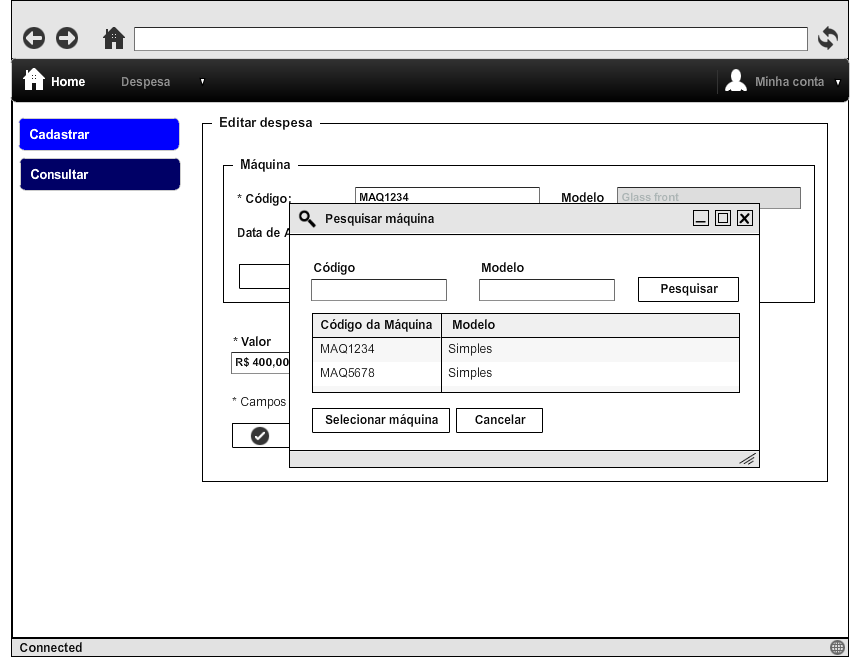 Home
Despesa
Minha conta
Cadastrar
Consultar
Editar despesa
Máquina
* Código:
MAQ1234
Modelo
Glass front
Data de A
Pesquisar máquina
Código
Modelo
Pesquisar
Código da Máquina
Modelo
MAQ1234
Simples
MAQ5678
Simples
Selecionar máquina
Cancelar
* Valor
R$ 400,00
* Campos
Connected